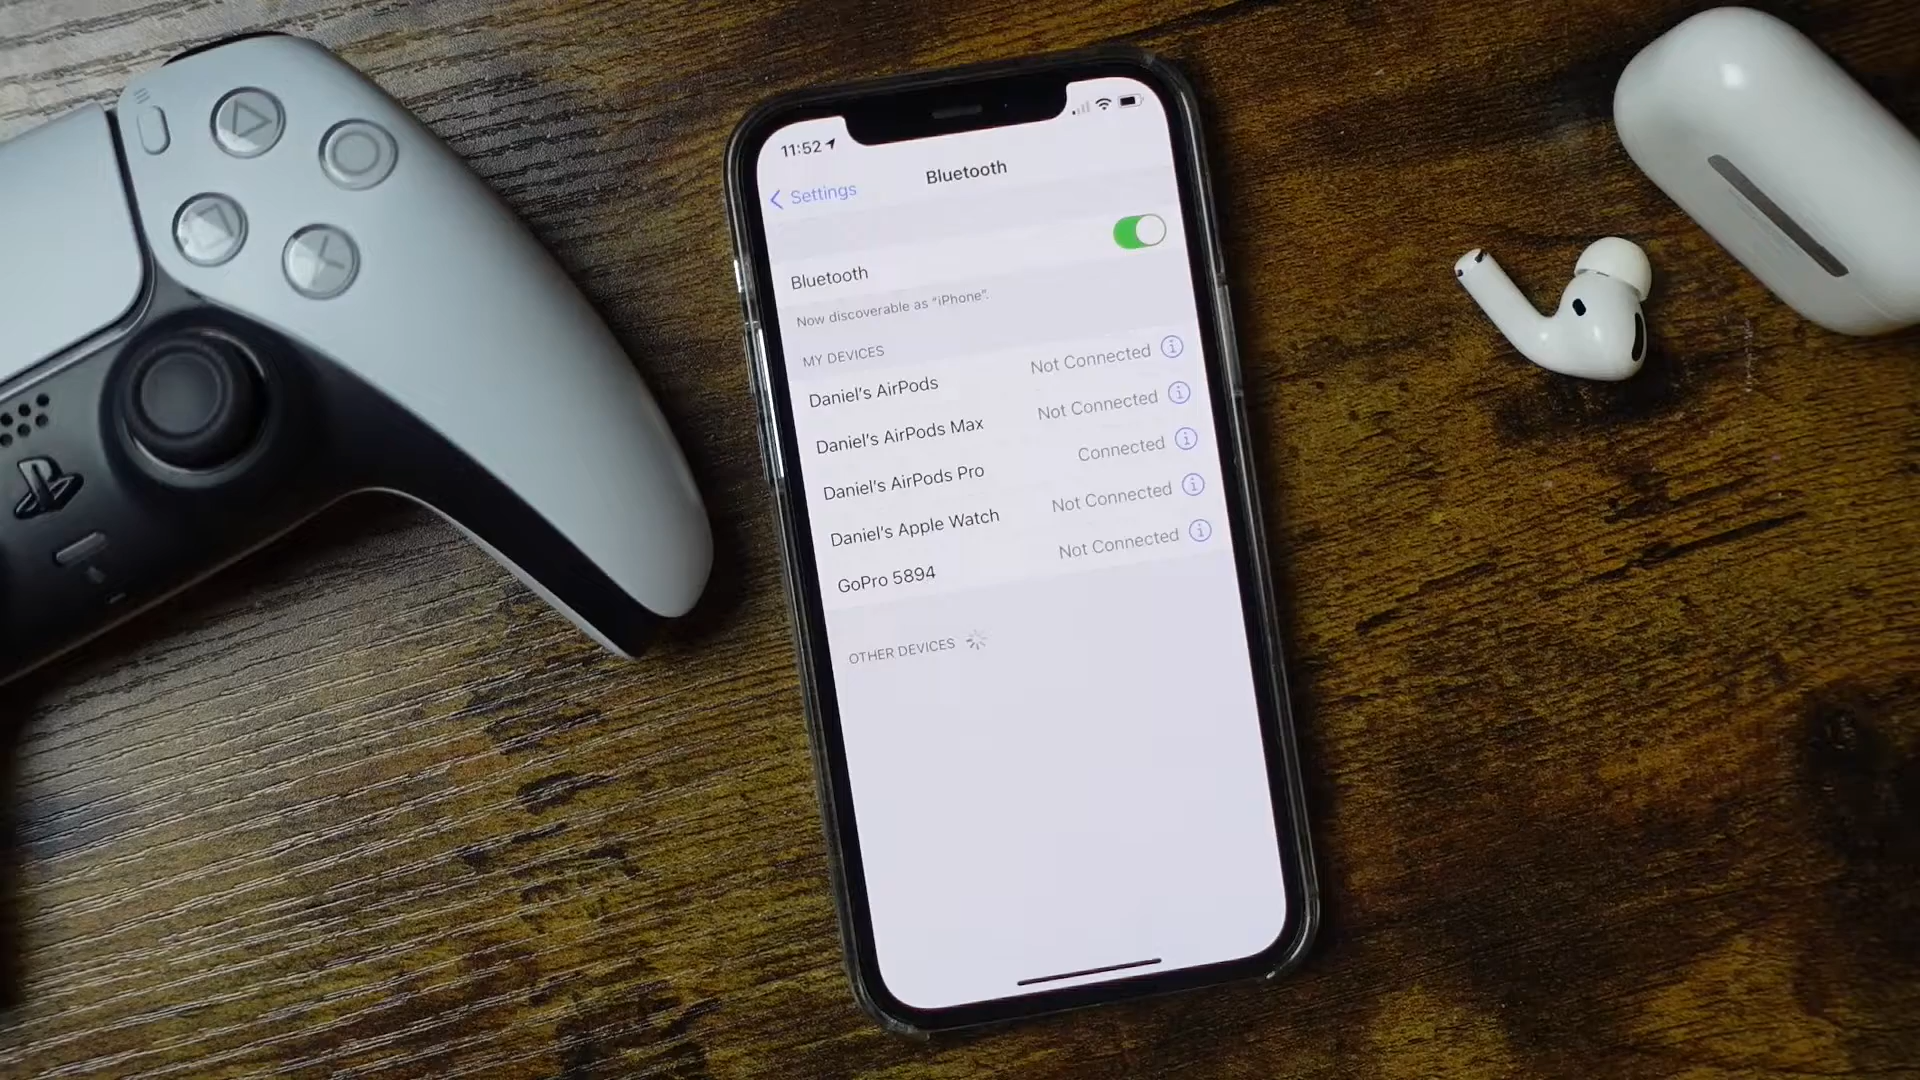 11:52
Settings
Bluetooth
Bluetooth
Now discoverable as “iPhone”.
MY DEVICES
Daniel’s AirPods Not Connected
Daniel’s AirPods Max Not Connected
Daniel’s AirPods Pro Connected
Daniel’s Apple Watch Not Connected
GoPro 5894 Not Connected
OTHER DEVICES